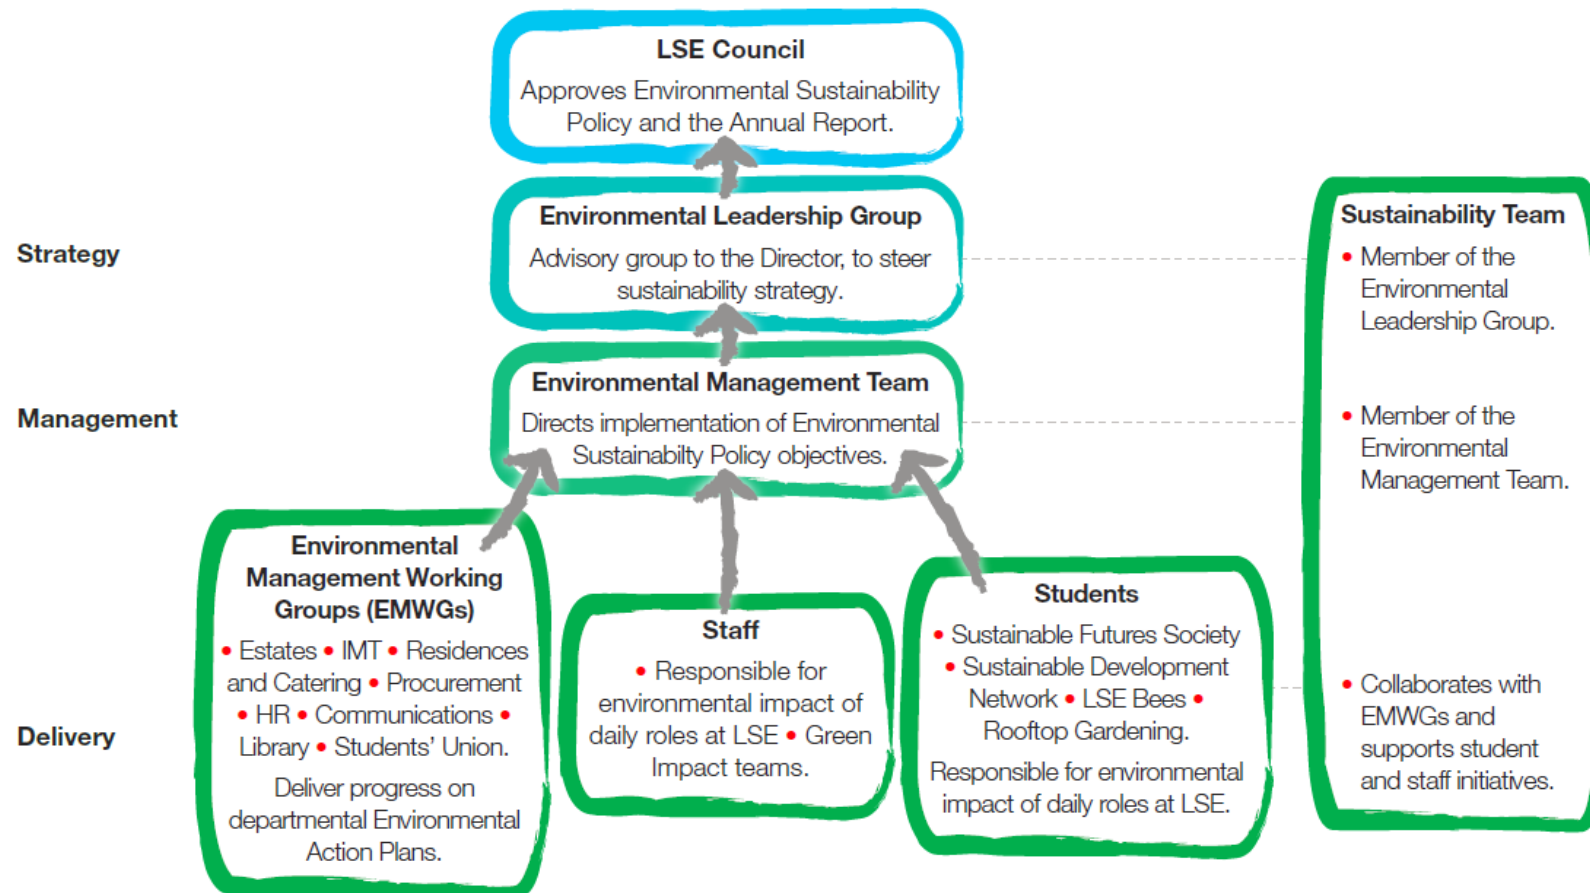 LSE Council
Approves Environmental Sustainability
Policy and the Annual Report.
Strategy
Environmental Leadership Group
Advisory group to the Director, to steer
sustainability strategy.
Management
Environmental Management Team
Directs implementation of Environmental
Sustainabilty Policy objectives.
Delivery
Environmental
Management Working
Groups (EMWGs)
• Estates • IMT • Residences
and Catering • Procurement
• HR • Communications •
Library • Students’ Union.
Deliver progress on
departmental Environmental
Action Plans.
Staff
• Responsible for
environmental impact of
daily roles at LSE • Green
Impact teams.
Students
• Sustainable Futures Society
• Sustainable Development
Network • LSE Bees •
Rooftop Gardening.
Responsible for environmental
impact of daily roles at LSE.
Sustainability Team
• Member of the
Environmental
Leadership Group.
• Member of the
Environmental
Management Team.
• Collaborates with
EMWGs and
supports student
and staff initiatives.